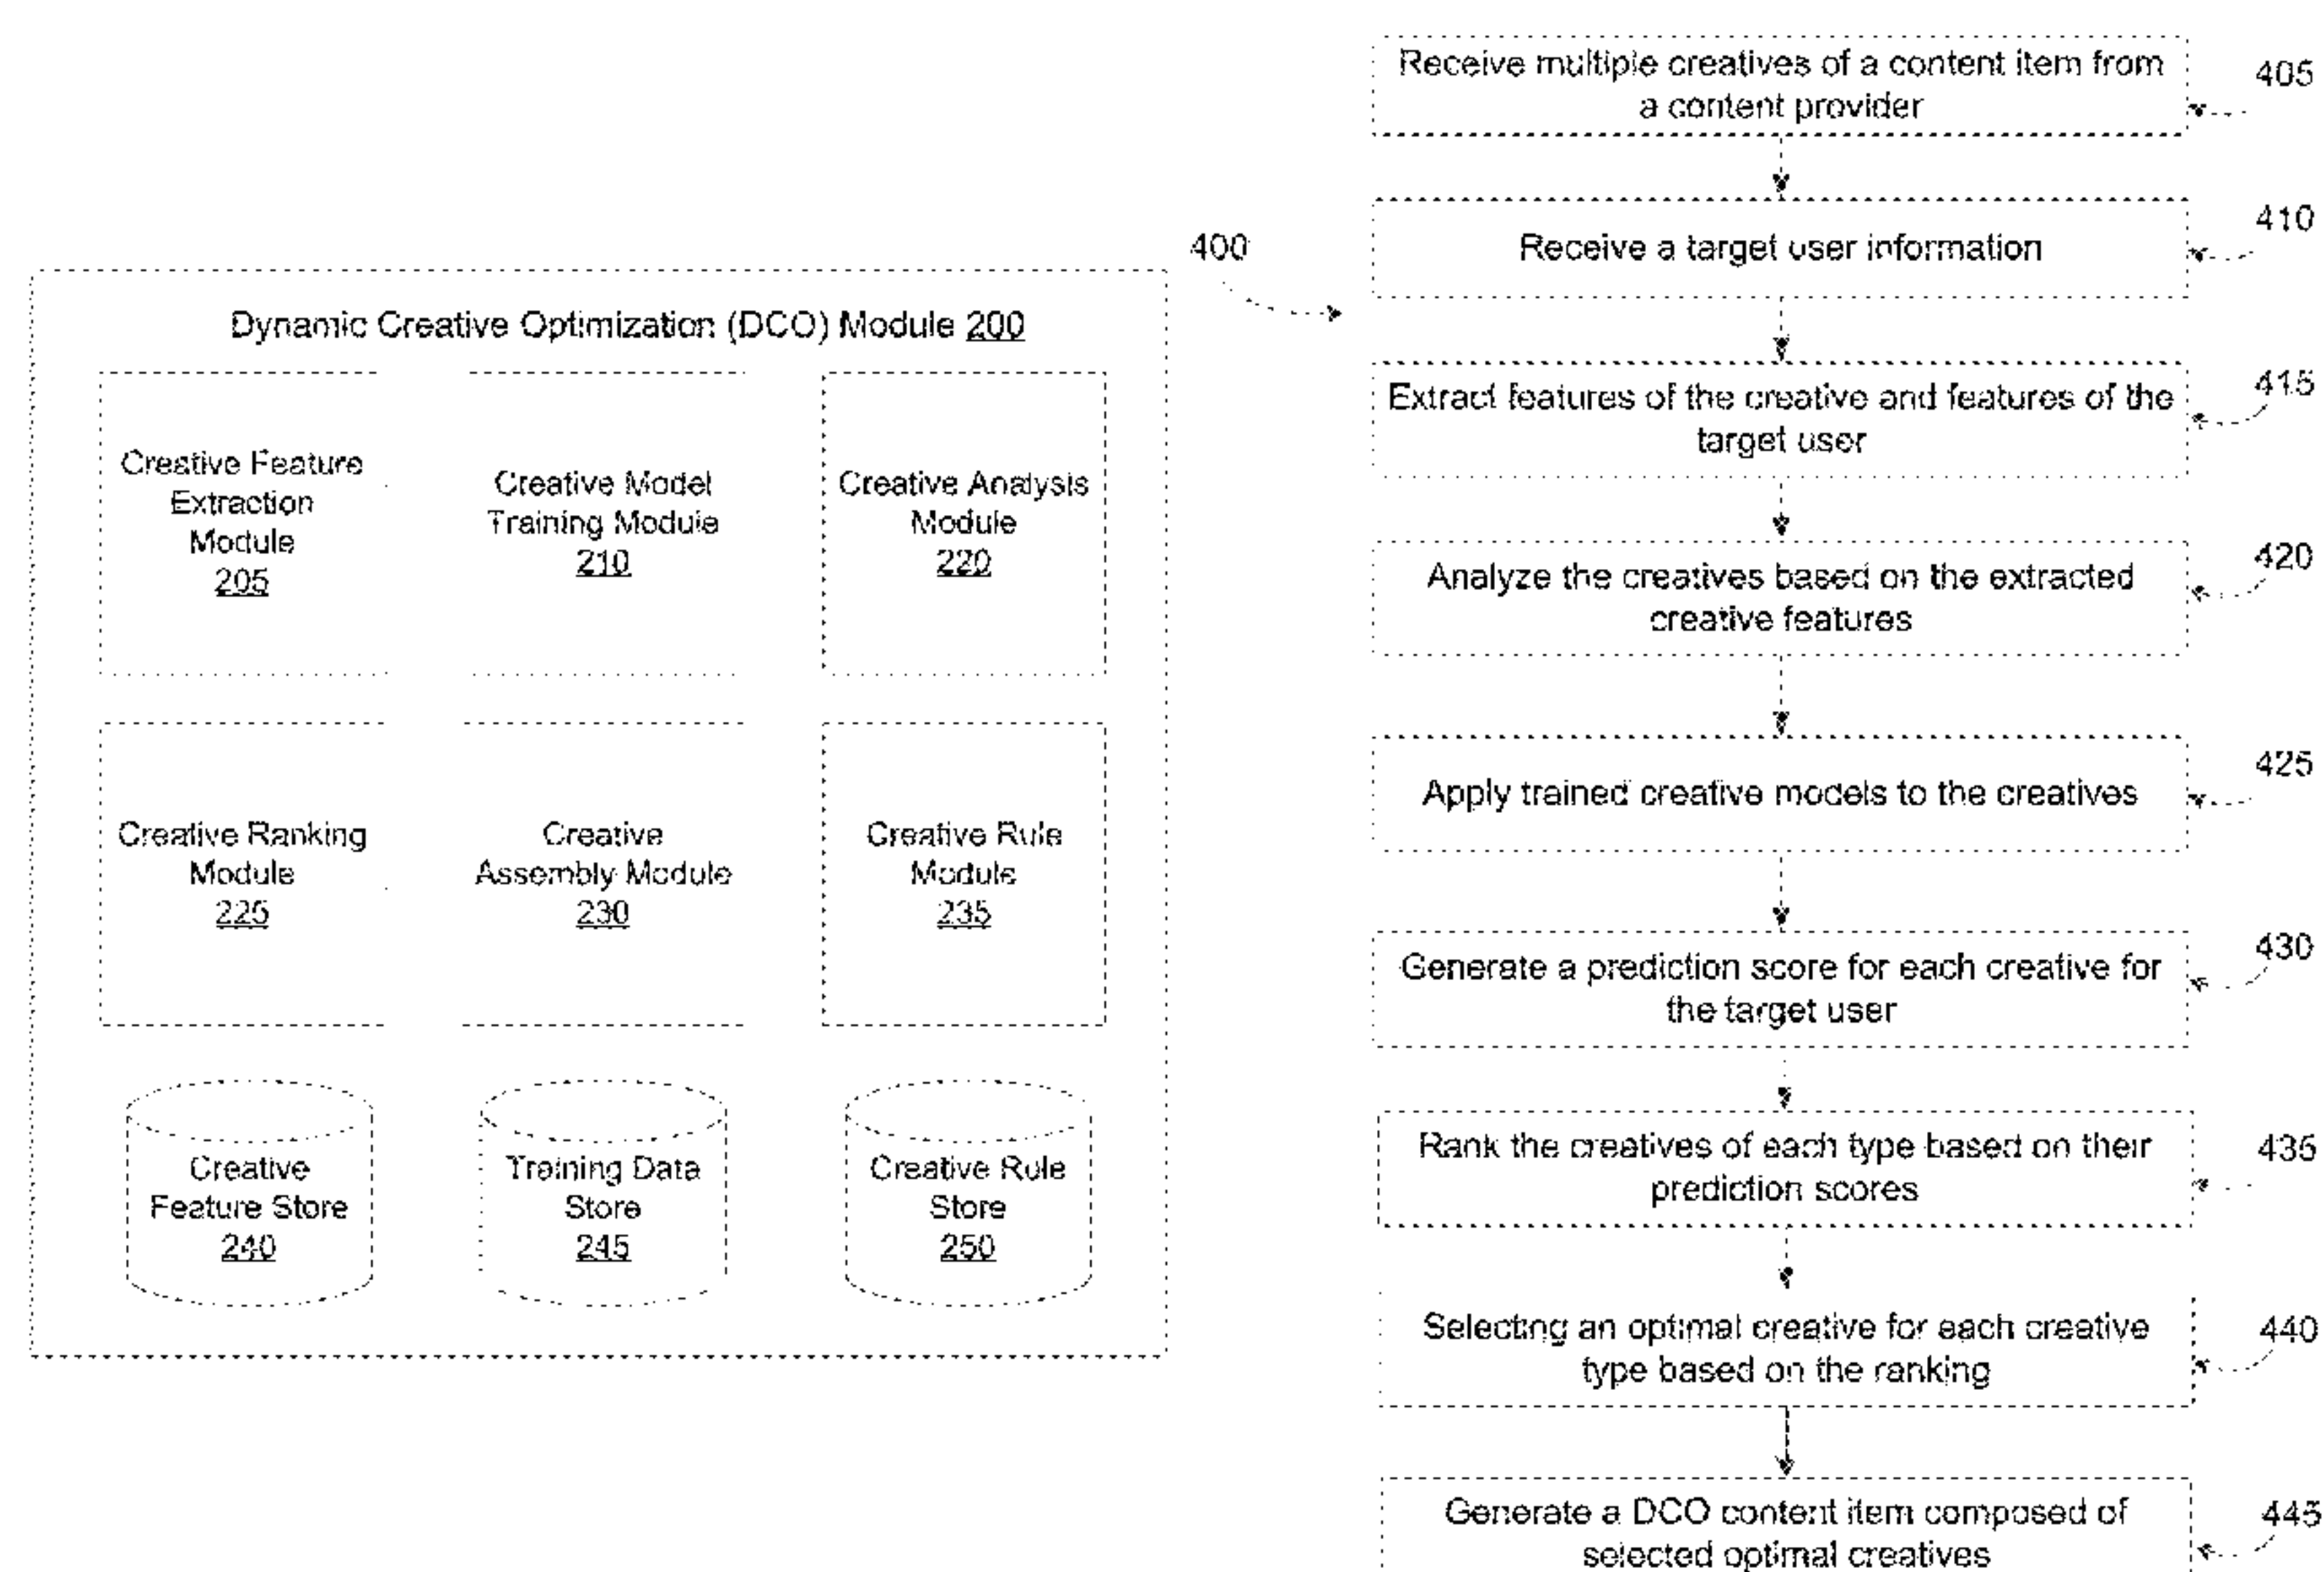 Dynamic Creative Optimization (DCO) Module 200
Creative Feature
Extraction
Module
205
Creative Model
Training Module
210
Creative Analysis
Module
220
Creative Ranking
Module
225
Creative
Assembly Module
230
Creative Rule
Module
235
Creative
Feature Store
240
Training Data
Store
245
Creative Rule
Store
250
400
Receive multiple creatives of a content item from
a content provider
405
Receive a target user information
410
Extract features of the creative and features of the
target user
415
Analyze the creatives based on the extracted
creative features
420
Apply trained creative models to the creatives
425
Generate a prediction score for each creative for
the target user
430
Rank the creatives of each type based on their
prediction scores
435
Selecting an optimal creative for each creative
type based on the ranking
440
Generate a DCO content item composed of
selected optimal creatives
445